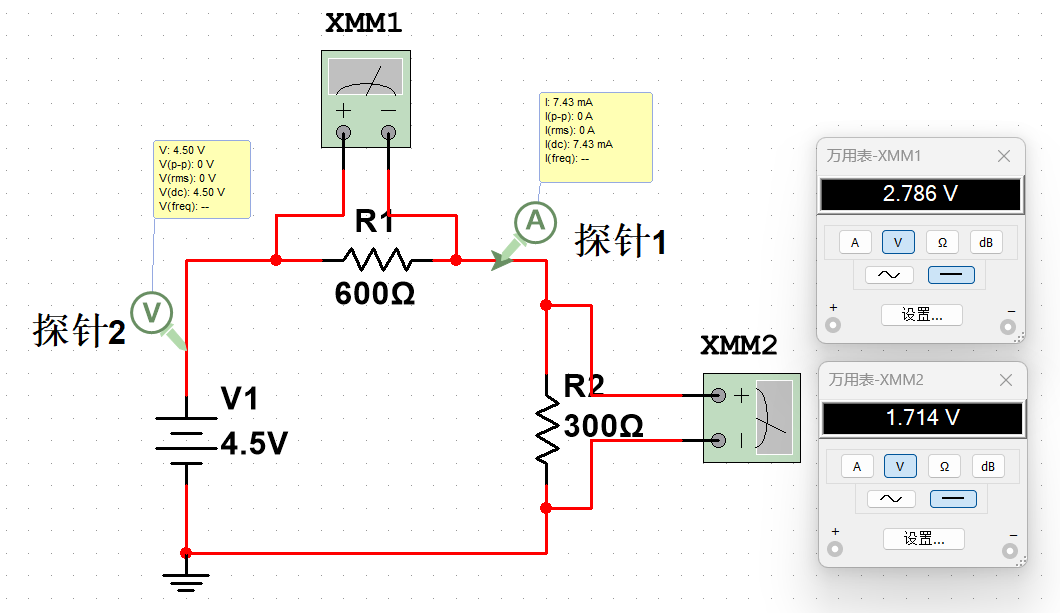 XMM1
V: 4.50 V
V(p-p): 0 V
V(rms): 0 V
V(dc): 4.50 V
V(freq): --
I: 7.43 mA
I(p-p): 0 A
I(rms): 0 A
I(dc): 7.43 mA
I(freq): --
+ −
R1
600Ω
A
探针1
V
探针2
V1
4.5V
XMM2
R2
300Ω
+
−
万用表-XMM1
2.786 V
A V Ω dB
+ 设置... −
万用表-XMM2
1.714 V
A V Ω dB
+ 设置... −